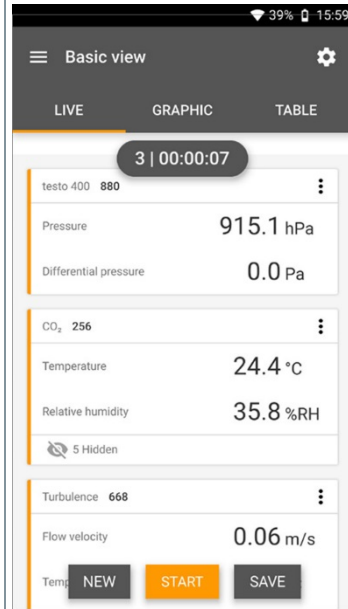 39% 15:59
Basic view
LIVE GRAPHIC TABLE
3 | 00:00:07
testo 400 880
Pressure 915.1 hPa
Differential pressure 0.0 Pa
CO₂ 256
Temperature 24.4 °C
Relative humidity 35.8 %RH
5 Hidden
Turbulence 668
Flow velocity 0.06 m/s
NEW START SAVE